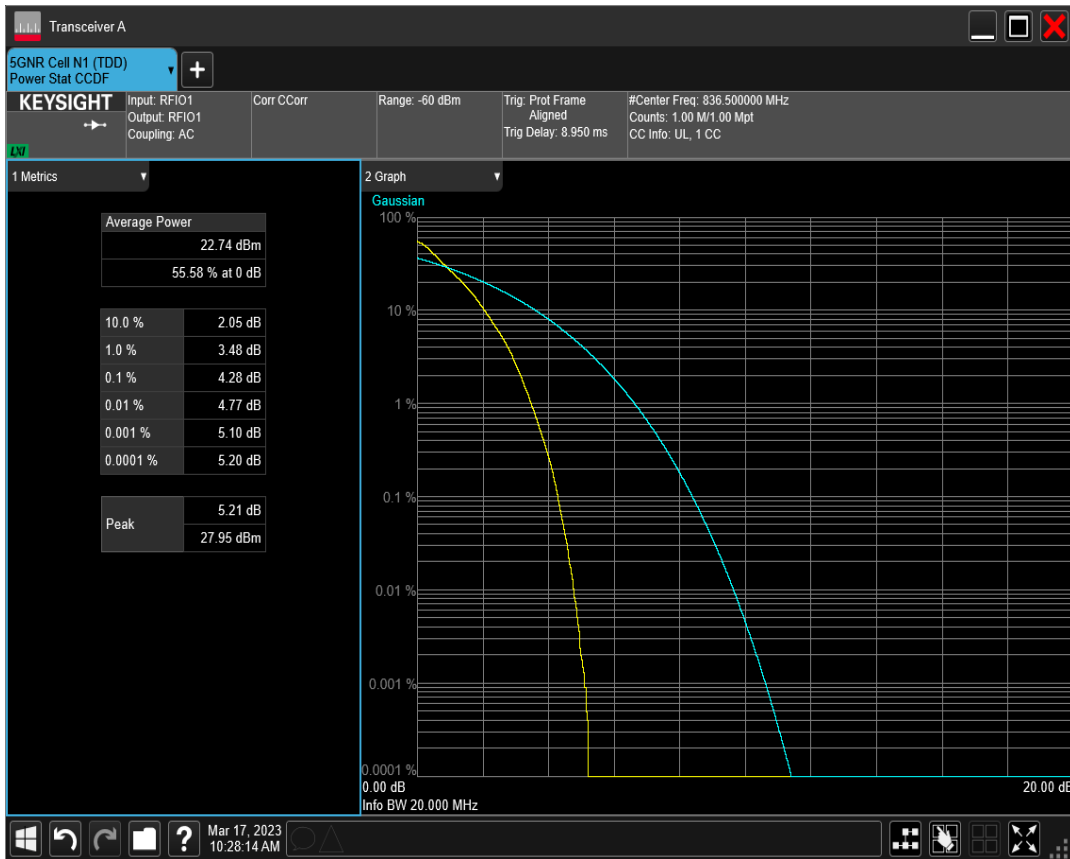 Transceiver A
5GNR Cell N1 (TDD)
Power Stat CCDF
+
KEYSIGHT
LXI
Input: RFIO1
Output: RFIO1
Coupling: AC
Corr CCorr
Range: -60 dBm
Trig: Prot Frame
Aligned
Trig Delay: 8.950 ms
#Center Freq: 836.500000 MHz
Counts: 1.00 M/1.00 Mpt
CC Info: UL, 1 CC
1 Metrics
Average Power
22.74 dBm
55.58 % at 0 dB
10.0 % 2.05 dB
1.0 % 3.48 dB
0.1 % 4.28 dB
0.01 % 4.77 dB
0.001 % 5.10 dB
0.0001 % 5.20 dB
Peak
5.21 dB
27.95 dBm
2 Graph
Gaussian
100 %
10 %
1 %
0.1 %
0.01 %
0.001 %
0.0001 %
0.00 dB
20.00 dB
Info BW 20.000 MHz
?
Mar 17, 2023
10:28:14 AM